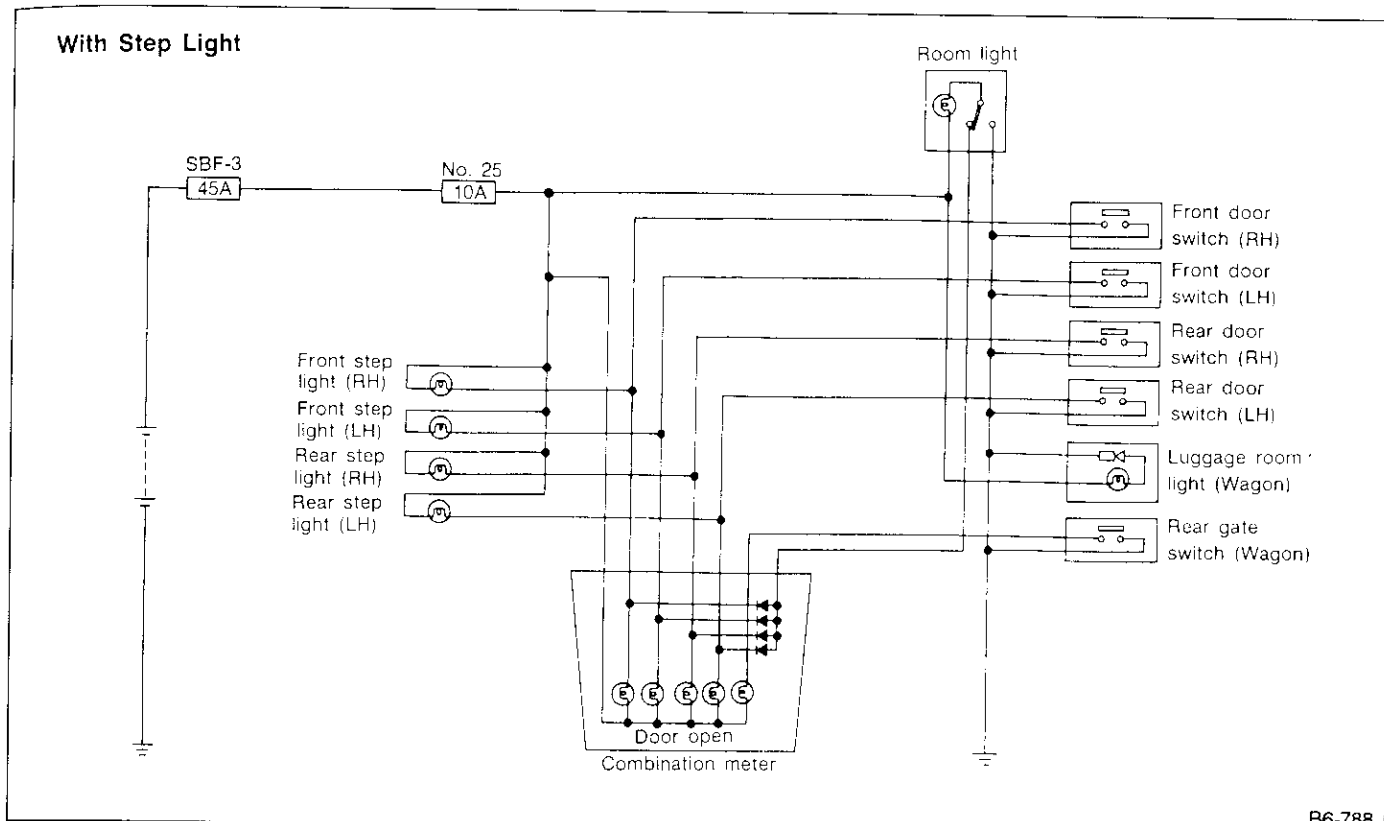 With Step Light
Room light
SBF-3
45A
No. 25
10A
Front door
switch (RH)
Front door
switch (LH)
Rear door
switch (RH)
Rear door
switch (LH)
Luggage room
light (Wagon)
Rear gate
switch (Wagon)
Front step
light (RH)
Front step
light (LH)
Rear step
light (RH)
Rear step
light (LH)
Door open
Combination meter
B6-788